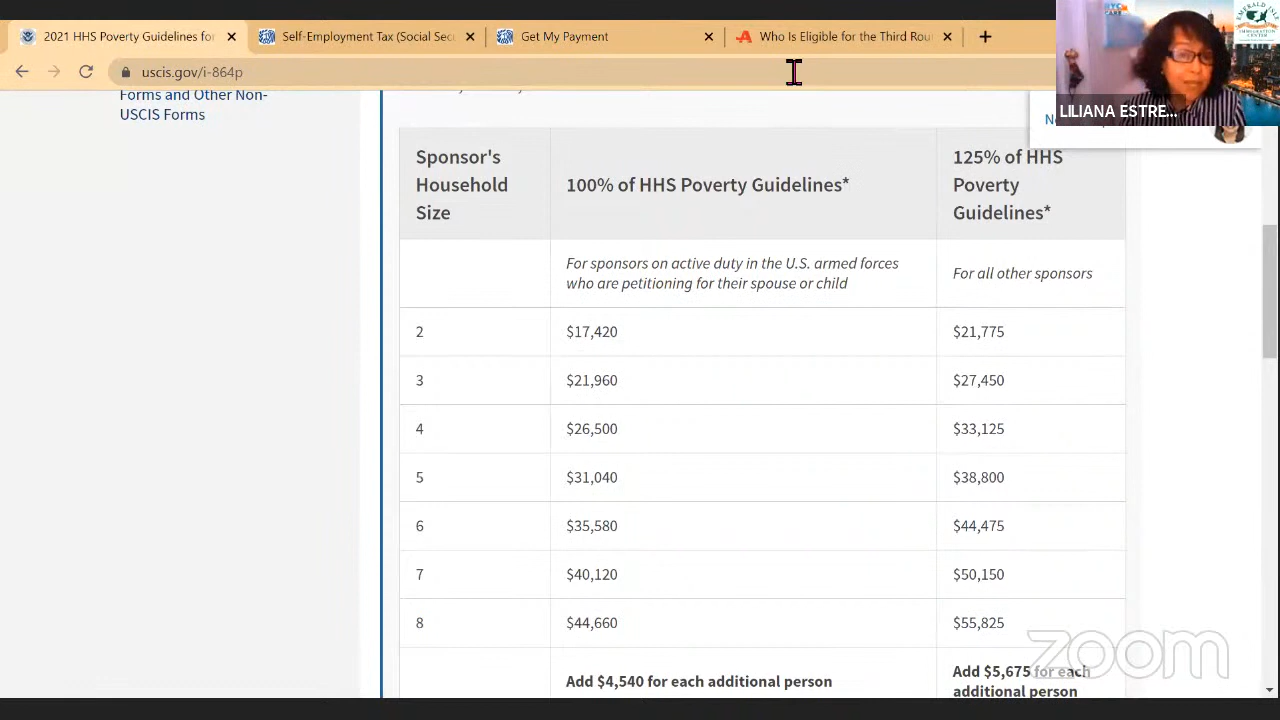 2021 HHS Poverty Guidelines for
Self-Employment Tax (Social Secu
Get My Payment
Who Is Eligible for the Third Rou
uscis.gov/i-864p
EMERALD ISLE
IMMIGRATION CENTER
LILIANA ESTRE...
Forms and Other Non-
USCIS Forms
Sponsor's
Household
Size
100% of HHS Poverty Guidelines*
125% of HHS
Poverty
Guidelines*
For sponsors on active duty in the U.S. armed forces
who are petitioning for their spouse or child
For all other sponsors
2 $17,420 $21,775
3 $21,960 $27,450
4 $26,500 $33,125
5 $31,040 $38,800
6 $35,580 $44,475
7 $40,120 $50,150
8 $44,660 $55,825
Add $4,540 for each additional person
Add $5,675 for each
additional person
zoom